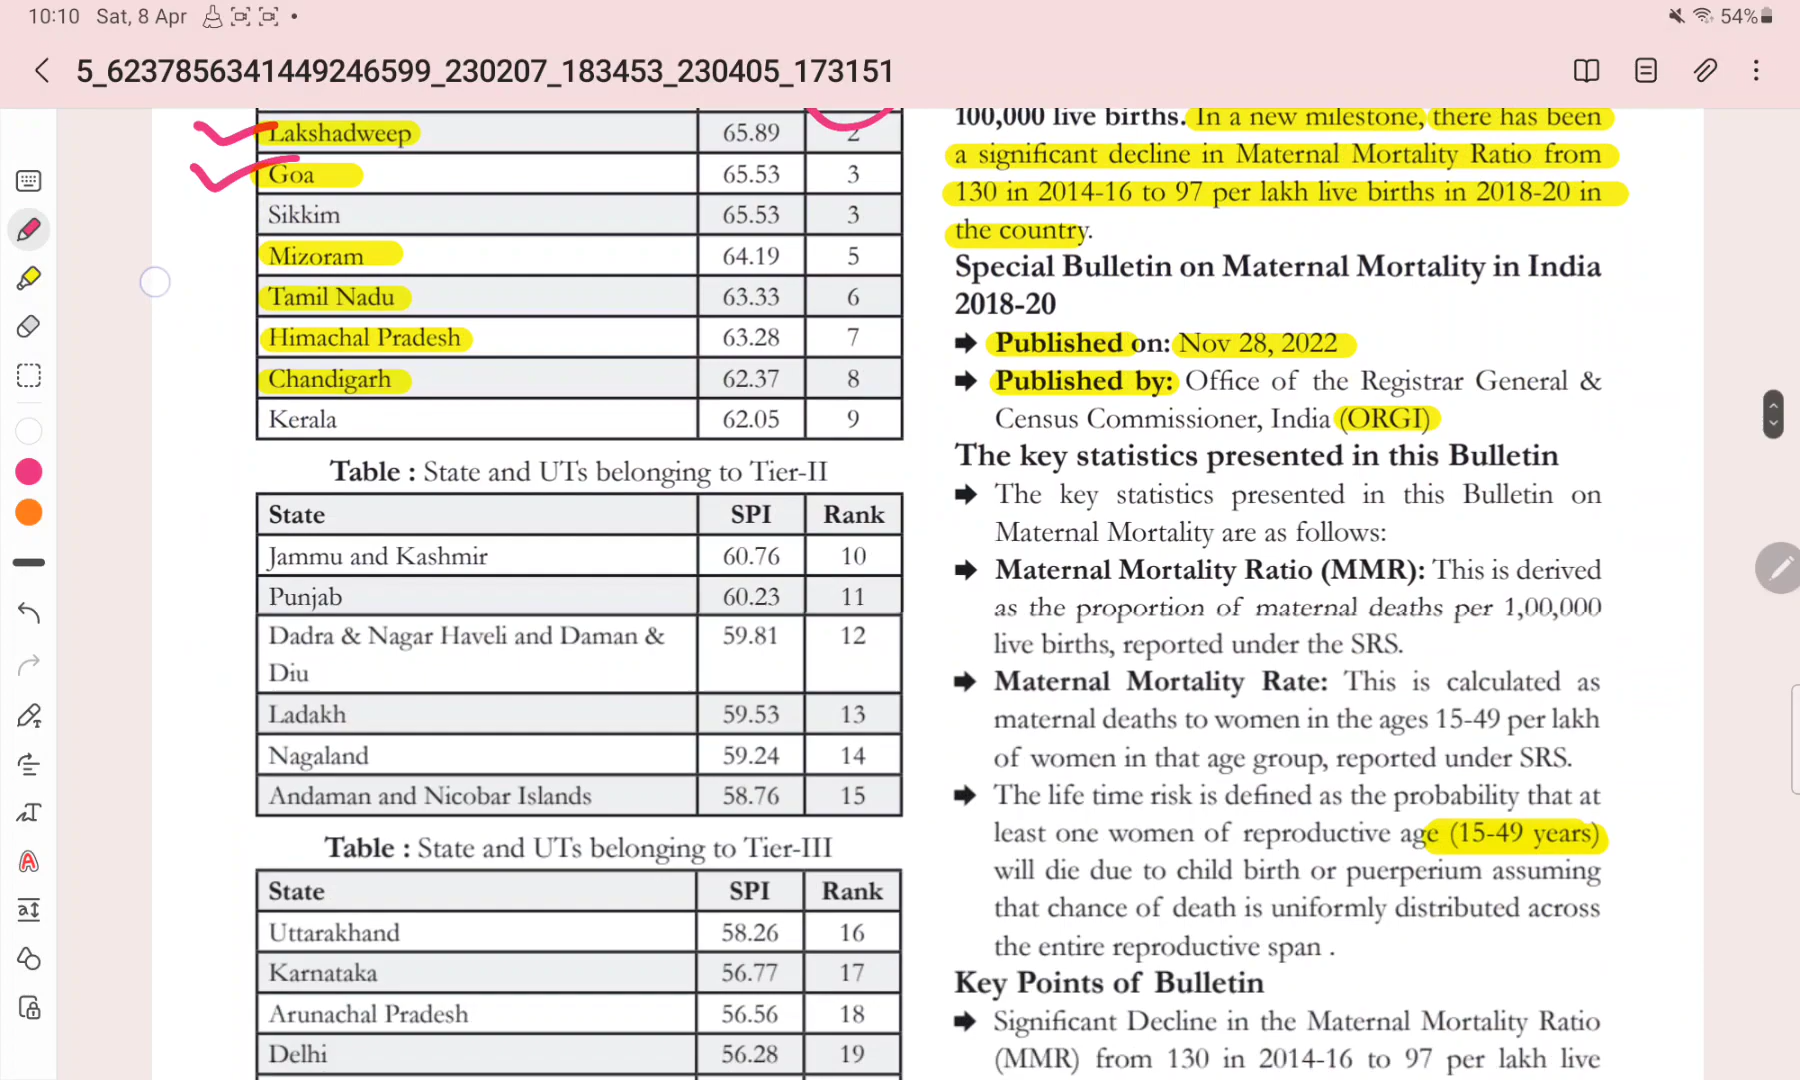 10:10 Sat, 8 Apr
54%
5_6237856341449246599_230207_183453_230405_173151
Lakshadweep 65.89 2
Goa 65.53 3
Sikkim 65.53 3
Mizoram 64.19 5
Tamil Nadu 63.33 6
Himachal Pradesh 63.28 7
Chandigarh 62.37 8
Kerala 62.05 9
Table : State and UTs belonging to Tier-II
State SPI Rank
Jammu and Kashmir 60.76 10
Punjab 60.23 11
Dadra & Nagar Haveli and Daman & 59.81 12
Diu
Ladakh 59.53 13
Nagaland 59.24 14
Andaman and Nicobar Islands 58.76 15
Table : State and UTs belonging to Tier-III
State SPI Rank
Uttarakhand 58.26 16
Karnataka 56.77 17
Arunachal Pradesh 56.56 18
Delhi 56.28 19
100,000 live births. In a new milestone, there has been
a significant decline in Maternal Mortality Ratio from
130 in 2014-16 to 97 per lakh live births in 2018-20 in
the country.
Special Bulletin on Maternal Mortality in India
2018-20
➔ Published on: Nov 28, 2022
➔ Published by: Office of the Registrar General &
Census Commissioner, India (ORGI)
The key statistics presented in this Bulletin
➔ The key statistics presented in this Bulletin on
Maternal Mortality are as follows:
➔ Maternal Mortality Ratio (MMR): This is derived
as the proportion of maternal deaths per 1,00,000
live births, reported under the SRS.
➔ Maternal Mortality Rate: This is calculated as
maternal deaths to women in the ages 15-49 per lakh
of women in that age group, reported under SRS.
➔ The life time risk is defined as the probability that at
least one women of reproductive age (15-49 years)
will die due to child birth or puerperium assuming
that chance of death is uniformly distributed across
the entire reproductive span .
Key Points of Bulletin
➔ Significant Decline in the Maternal Mortality Ratio
(MMR) from 130 in 2014-16 to 97 per lakh live